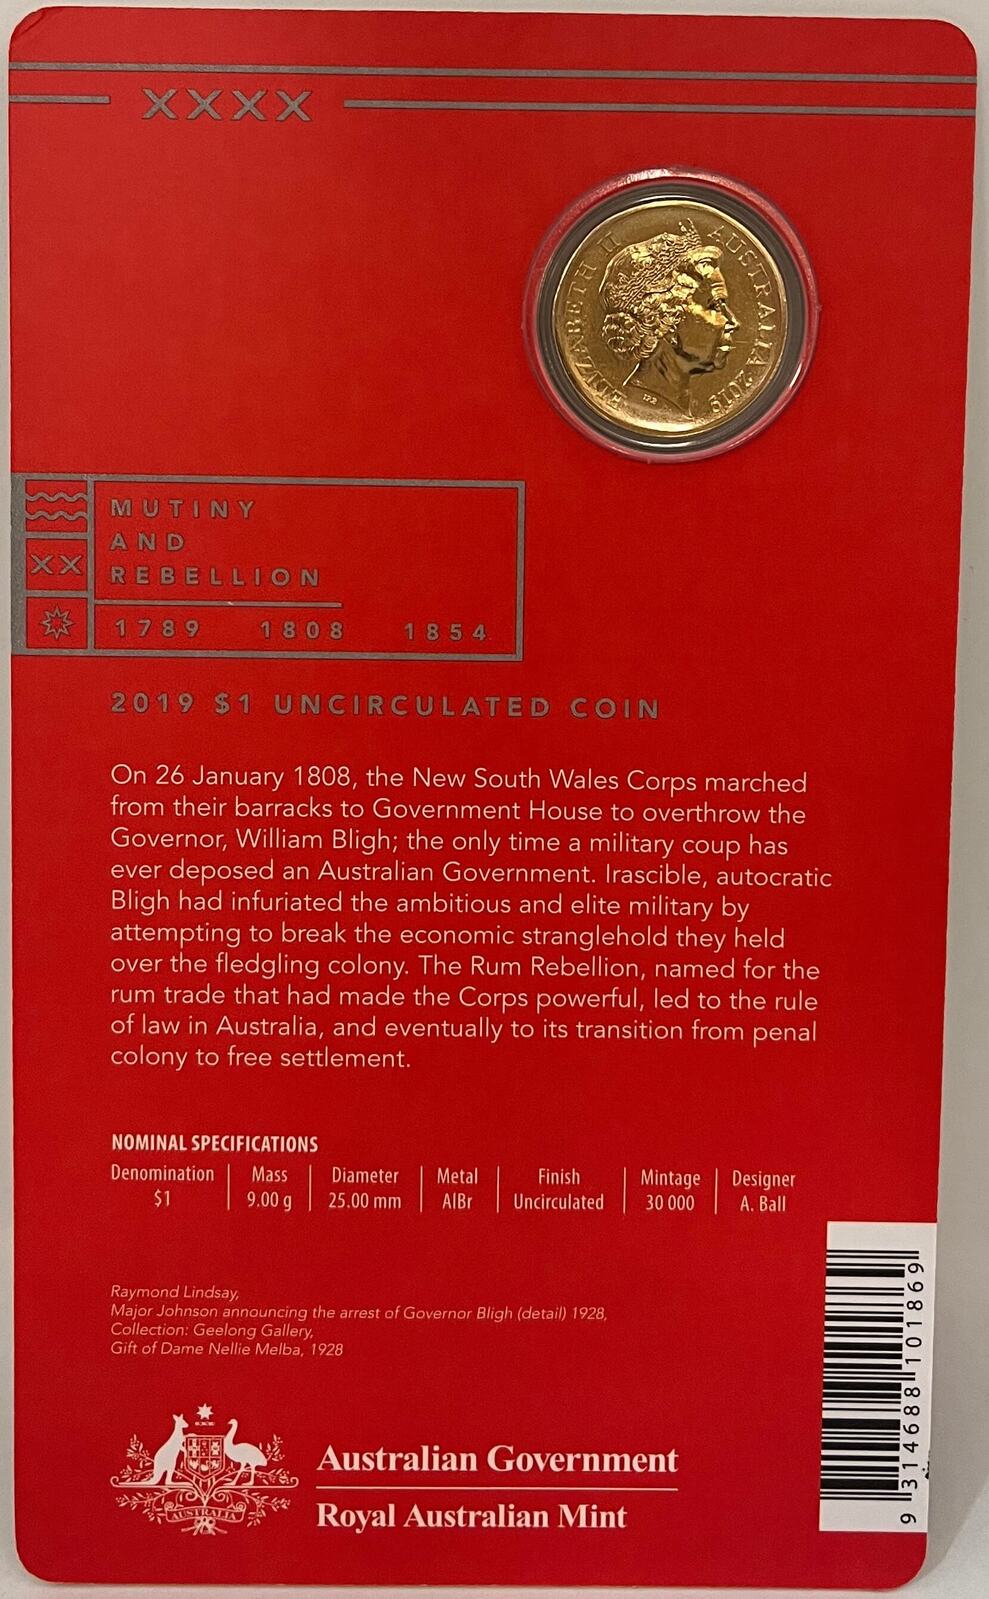 XXXX
ELIZABETH II
AUSTRALIA 2019
IRB
MUTINY
AND
REBELLION
XX
1789 1808 1854
2019 $1 UNCIRCULATED COIN
On 26 January 1808, the New South Wales Corps marched
from their barracks to Government House to overthrow the
Governor, William Bligh; the only time a military coup has
ever deposed an Australian Government. Irascible, autocratic
Bligh had infuriated the ambitious and elite military by
attempting to break the economic stranglehold they held
over the fledgling colony. The Rum Rebellion, named for the
rum trade that had made the Corps powerful, led to the rule
of law in Australia, and eventually to its transition from penal
colony to free settlement.
NOMINAL SPECIFICATIONS
Denomination Mass Diameter Metal Finish Mintage Designer
$1 9.00 g 25.00 mm AlBr Uncirculated 30 000 A. Ball
Raymond Lindsay,
Major Johnson announcing the arrest of Governor Bligh (detail) 1928,
Collection: Geelong Gallery,
Gift of Dame Nellie Melba, 1928
AUSTRALIA
Australian Government
Royal Australian Mint
9 314688 101869